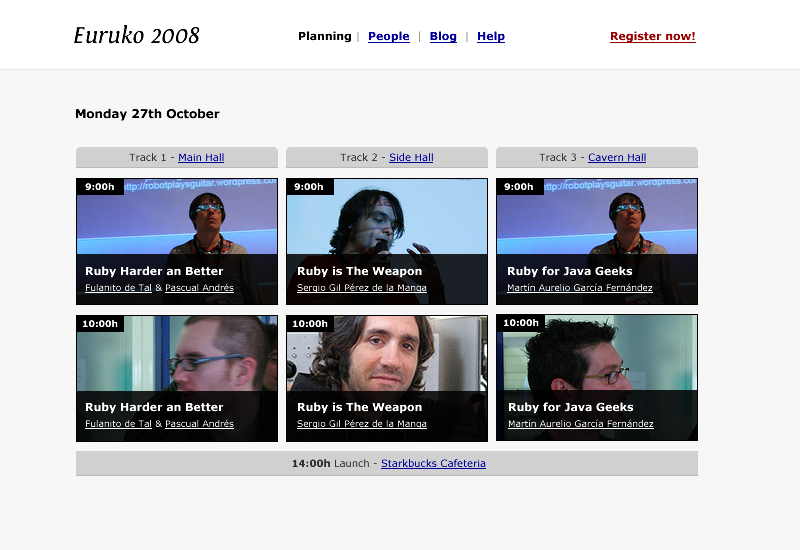 Euruko 2008
Planning | People | Blog | Help
Register now!
Monday 27th October
Track 1 - Main Hall
Track 2 - Side Hall
Track 3 - Cavern Hall
9:00h
http://robotplaysguitar.wordpress.co
Ruby Harder an Better
Fulanito de Tal & Pascual Andrés
9:00h
Ruby is The Weapon
Sergio Gil Pérez de la Manga
9:00h
http://robotplaysguitar.wordpress.co
Ruby for Java Geeks
Martín Aurelio García Fernández
10:00h
Ruby Harder an Better
Fulanito de Tal & Pascual Andrés
10:00h
Ruby is The Weapon
Sergio Gil Pérez de la Manga
10:00h
Ruby for Java Geeks
Martín Aurelio García Fernández
14:00h Launch - Starkbucks Cafeteria